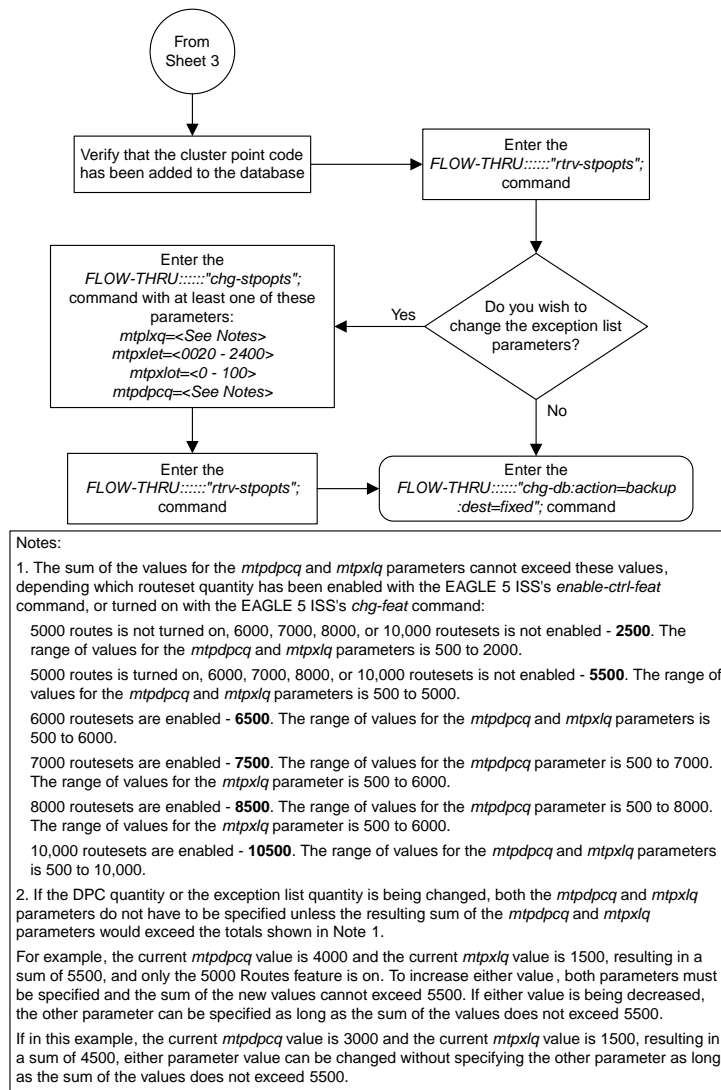 From
Sheet 3
Verify that the cluster point code
has been added to the database
Enter the
FLOW-THRU::::::"rtrv-stpopts";
command
Do you wish to
change the exception list
parameters?
Yes
No
Enter the
FLOW-THRU::::::"chg-stpopts";
command with at least one of these
parameters:
mtplxq=<See Notes>
mtpxlet=<0020 - 2400>
mtpxlot=<0 - 100>
mtpdpcq=<See Notes>
Enter the
FLOW-THRU::::::"rtrv-stpopts";
command
Enter the
FLOW-THRU::::::"chg-db:action=backup
:dest=fixed"; command
Notes:
1. The sum of the values for the mtpdpcq and mtpxlq parameters cannot exceed these values,
depending which routeset quantity has been enabled with the EAGLE 5 ISS's enable-ctrl-feat
command, or turned on with the EAGLE 5 ISS's chg-feat command:
5000 routes is not turned on, 6000, 7000, 8000, or 10,000 routesets is not enabled - 2500. The
range of values for the mtpdpcq and mtpxlq parameters is 500 to 2000.
5000 routes is turned on, 6000, 7000, 8000, or 10,000 routesets is not enabled - 5500. The range of
values for the mtpdpcq and mtpxlq parameters is 500 to 5000.
6000 routesets are enabled - 6500. The range of values for the mtpdpcq and mtpxlq parameters is
500 to 6000.
7000 routesets are enabled - 7500. The range of values for the mtpdpcq parameter is 500 to 7000.
The range of values for the mtpxlq parameter is 500 to 6000.
8000 routesets are enabled - 8500. The range of values for the mtpdpcq parameter is 500 to 8000.
The range of values for the mtpxlq parameter is 500 to 6000.
10,000 routesets are enabled - 10500. The range of values for the mtpdpcq and mtpxlq parameters
is 500 to 10,000.
2. If the DPC quantity or the exception list quantity is being changed, both the mtpdpcq and mtpxlq
parameters do not have to be specified unless the resulting sum of the mtpdpcq and mtpxlq
parameters would exceed the totals shown in Note 1.
For example, the current mtpdpcq value is 4000 and the current mtpxlq value is 1500, resulting in a
sum of 5500, and only the 5000 Routes feature is on. To increase either value, both parameters must
be specified and the sum of the new values cannot exceed 5500. If either value is being decreased,
the other parameter can be specified as long as the sum of the values does not exceed 5500.
If in this example, the current mtpdpcq value is 3000 and the current mtpxlq value is 1500, resulting in
a sum of 4500, either parameter value can be changed without specifying the other parameter as long
as the sum of the values does not exceed 5500.